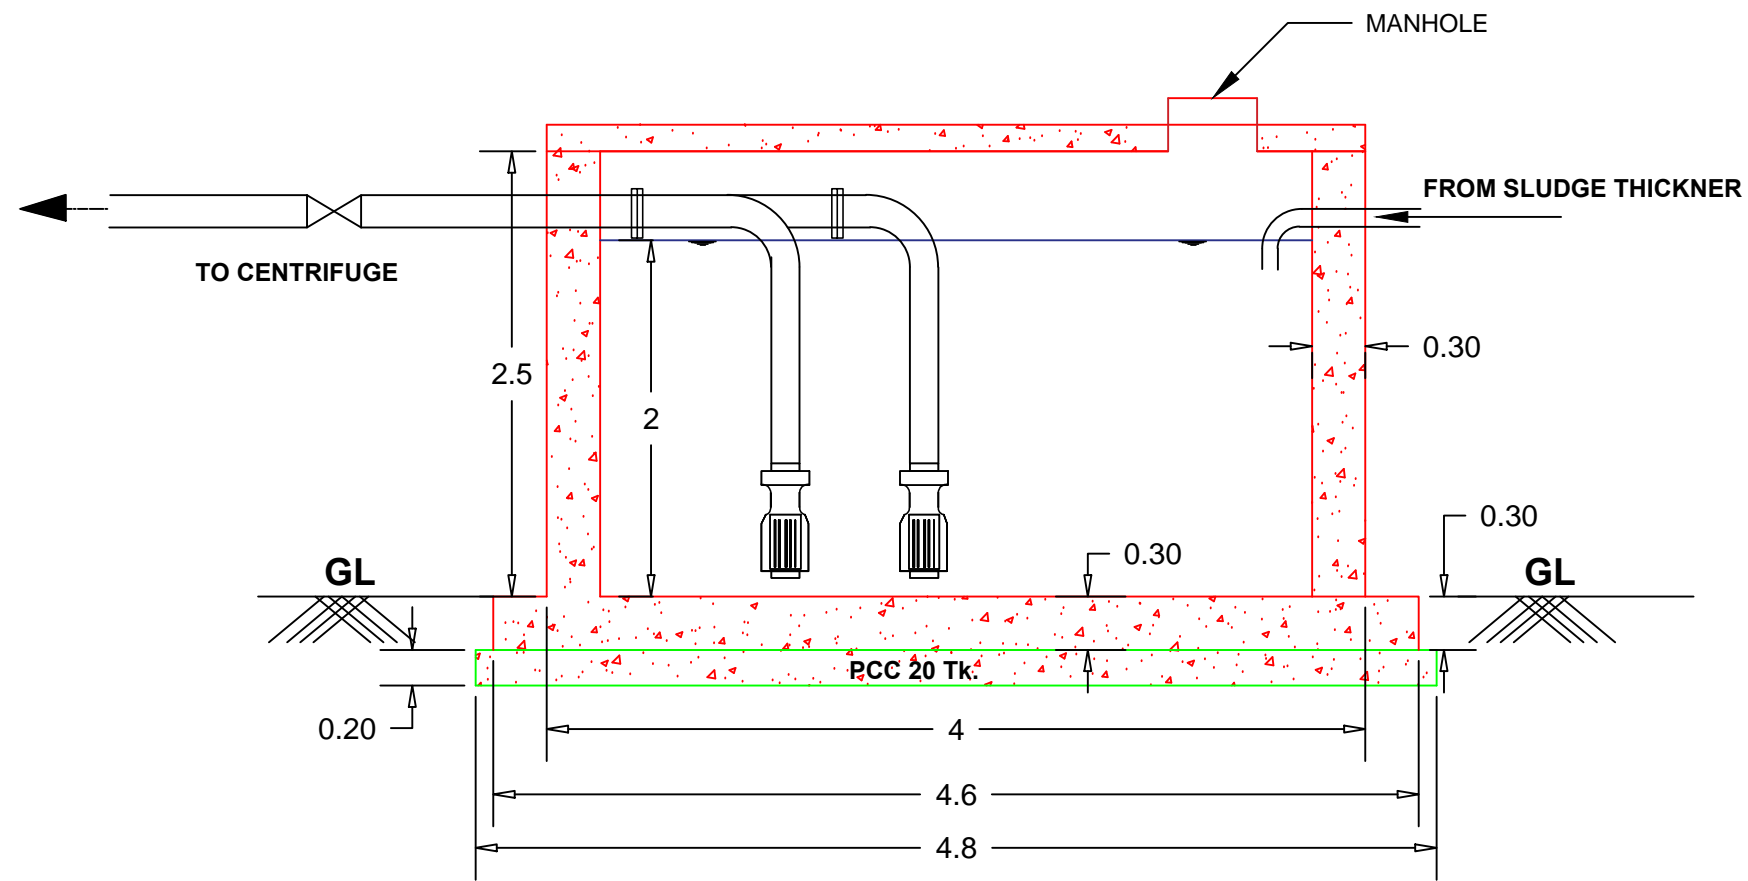 MANHOLE
FROM SLUDGE THICKNER
TO CENTRIFUGE
0.30
2.5
2
0.30
0.30
GL
GL
PCC 20 Tk.
0.20
4
4.6
4.8